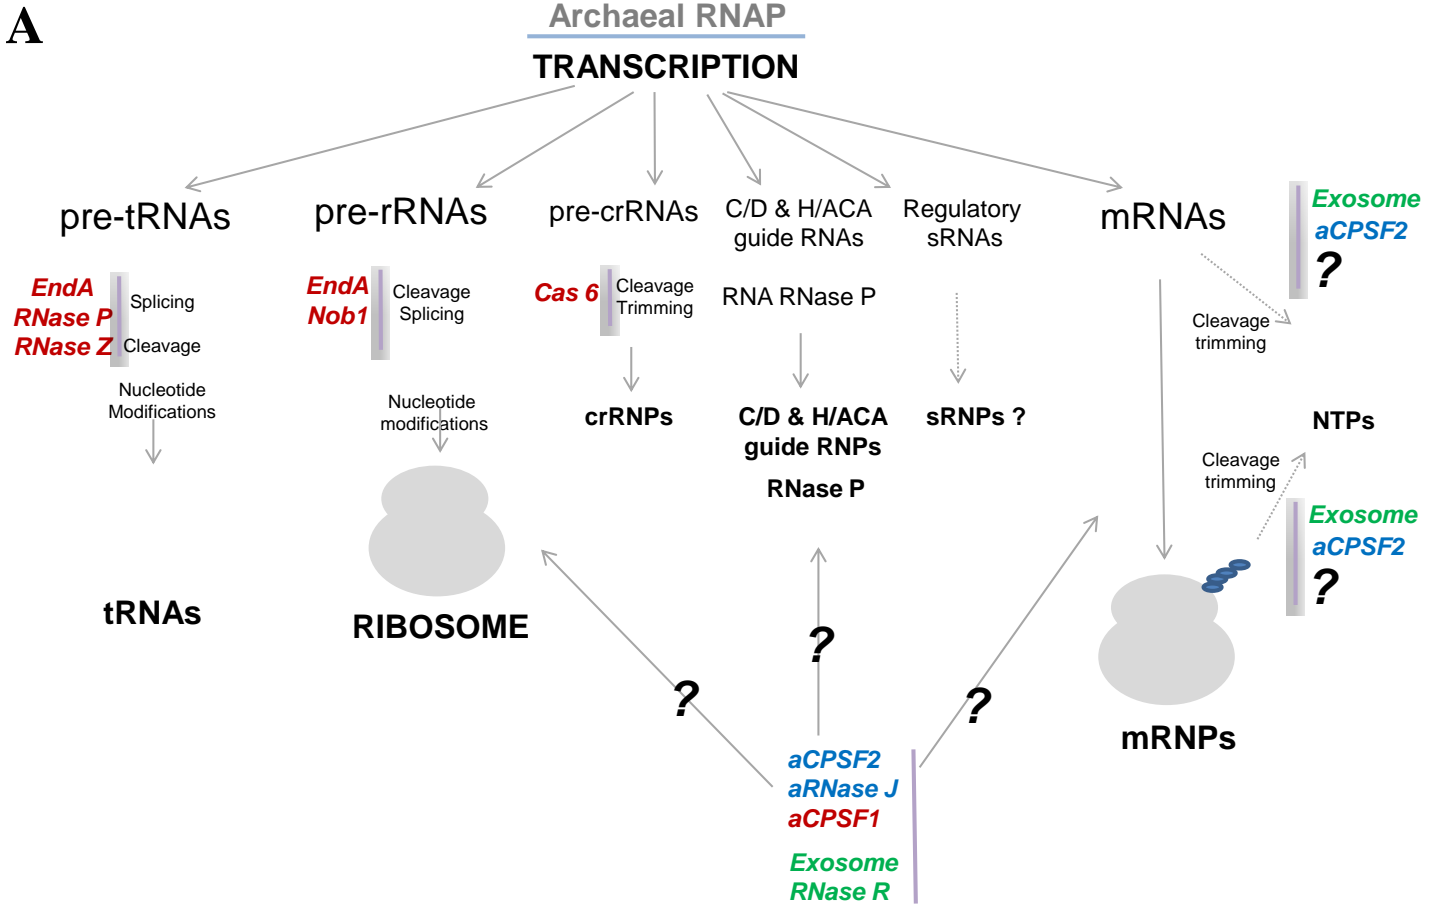 A
Archaeal RNAP
TRANSCRIPTION
pre-tRNAs
EndA
RNase P
RNase Z
Splicing
Cleavage
Nucleotide
Modifications
tRNAs
pre-rRNAs
EndA
Nob1
Cleavage
Splicing
Nucleotide
modifications
RIBOSOME
pre-crRNAs
Cas 6
Cleavage
Trimming
crRNPs
C/D & H/ACA
guide RNAs
RNA RNase P
C/D & H/ACA
guide RNPs
RNase P
Regulatory
sRNAs
sRNPs ?
mRNAs
Exosome
aCPSF2
?
Cleavage
trimming
NTPs
Cleavage
trimming
Exosome
aCPSF2
?
mRNPs
?
?
?
aCPSF2
aRNase J
aCPSF1
Exosome
RNase R